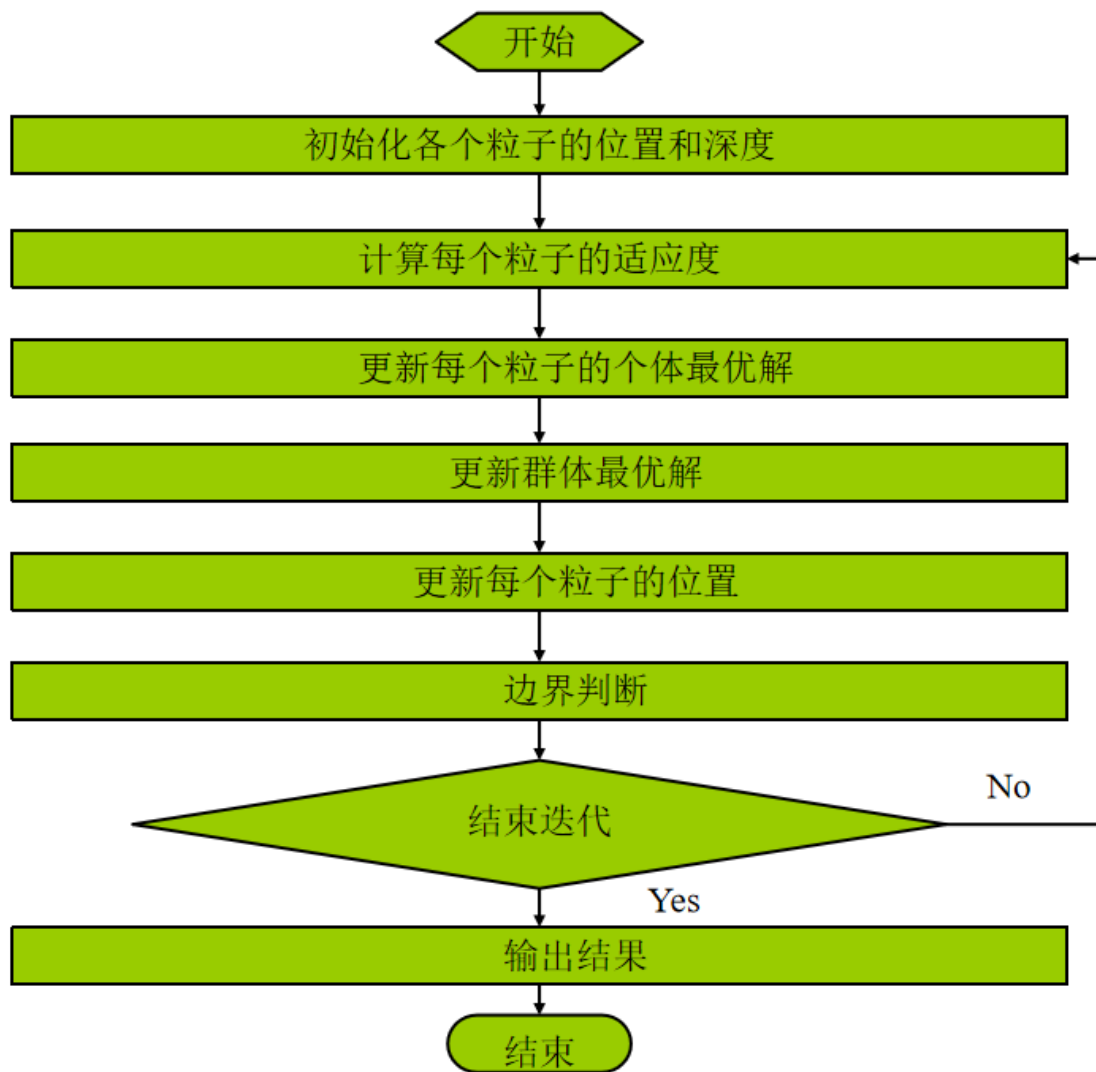 开始
初始化各个粒子的位置和深度
计算每个粒子的适应度
更新每个粒子的个体最优解
更新群体最优解
更新每个粒子的位置
边界判断
结束迭代
No
Yes
输出结果
结束